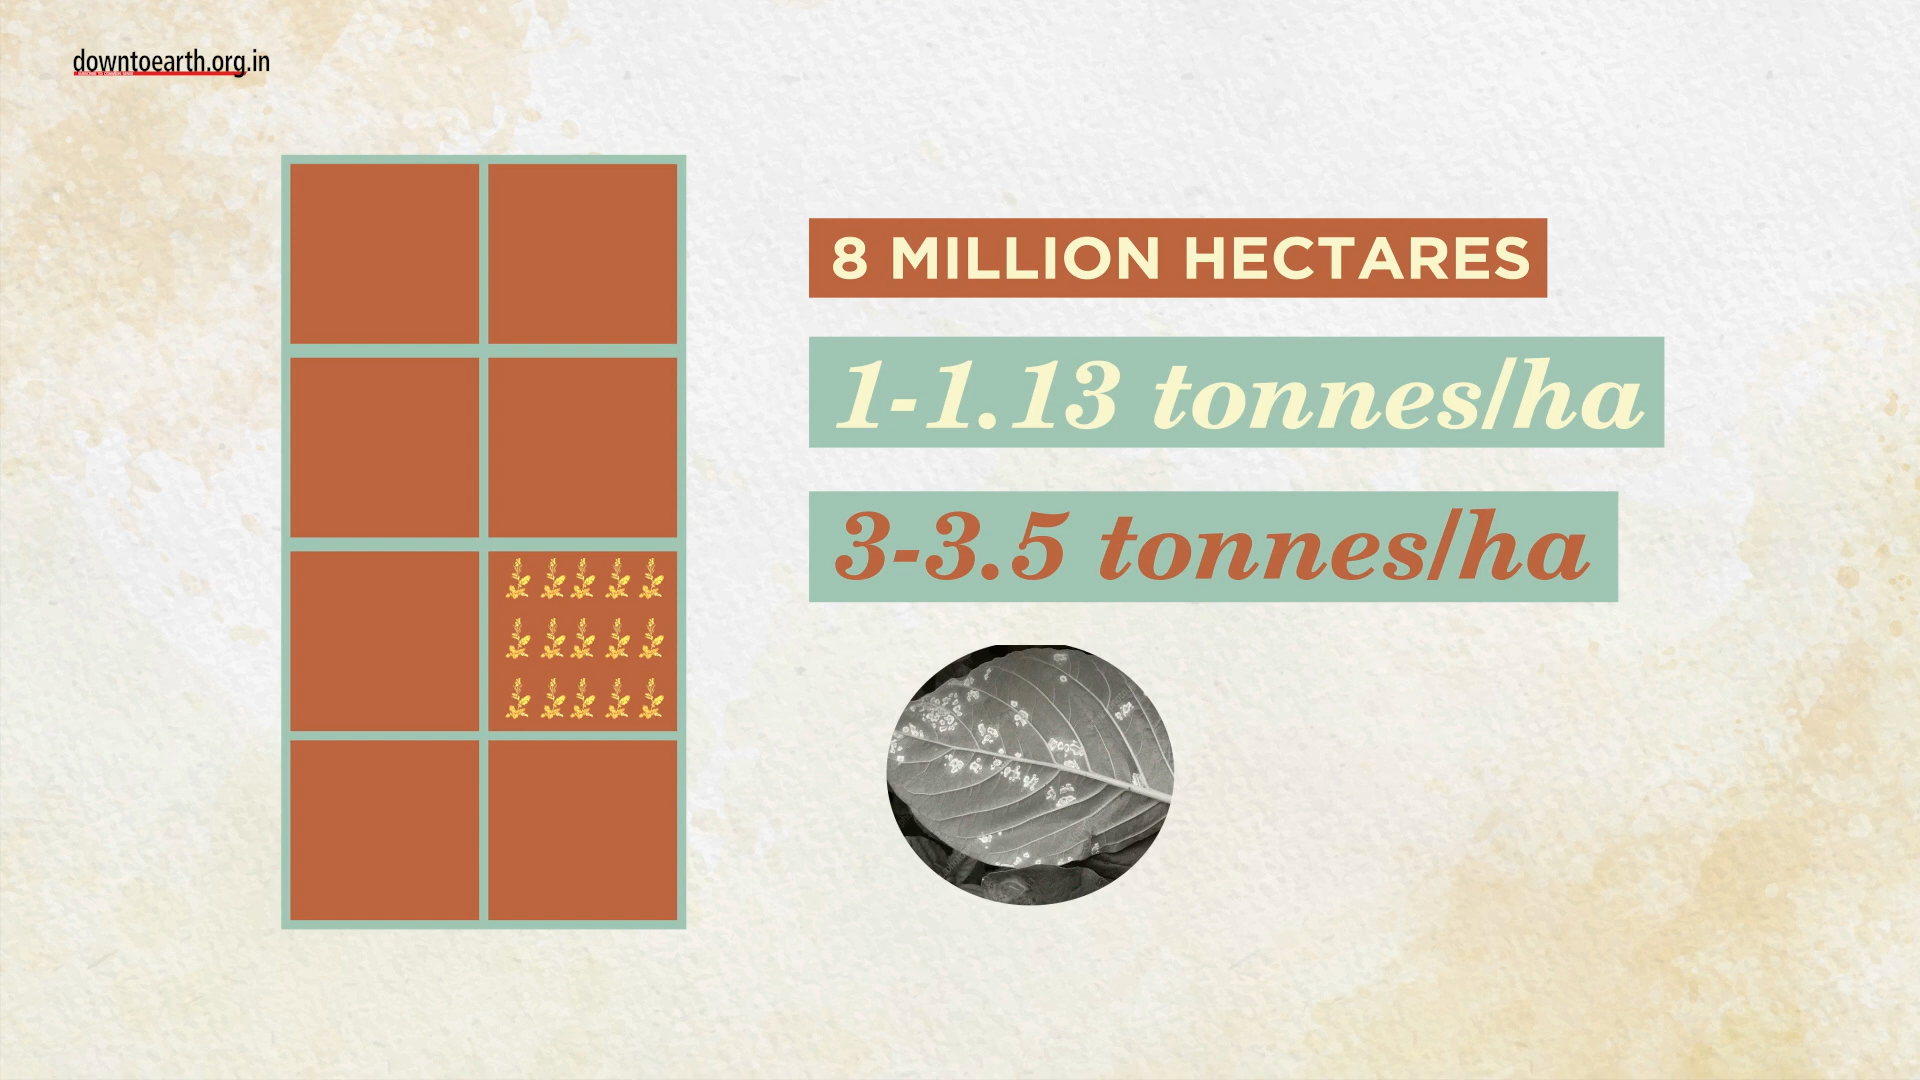 downtoearth.org.in
8 MILLION HECTARES
1-1.13 tonnes/ha
3-3.5 tonnes/ha